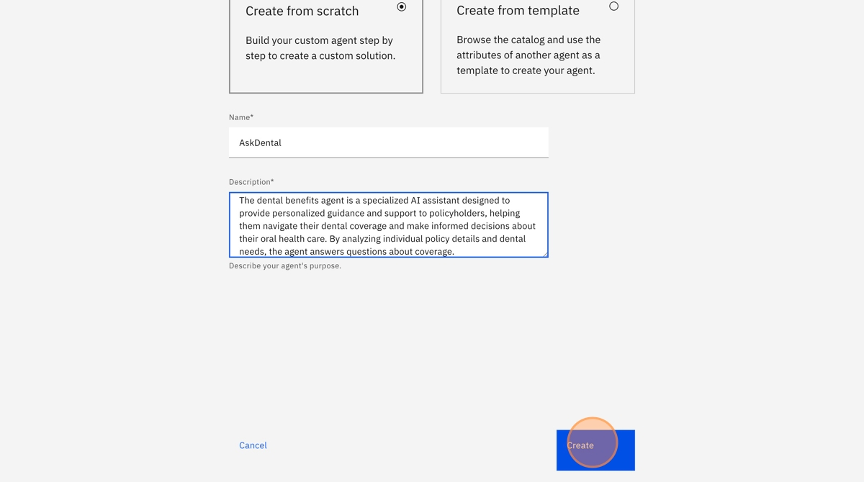 Create from scratch
Create from template
Build your custom agent step by
step to create a custom solution.
Browse the catalog and use the
attributes of another agent as a
template to create your agent.
Name*
AskDental
Description*
The dental benefits agent is a specialized AI assistant designed to
provide personalized guidance and support to policyholders, helping
them navigate their dental coverage and make informed decisions about
their oral health care. By analyzing individual policy details and dental
needs, the agent answers questions about coverage.
Describe your agent's purpose.
Cancel
Create